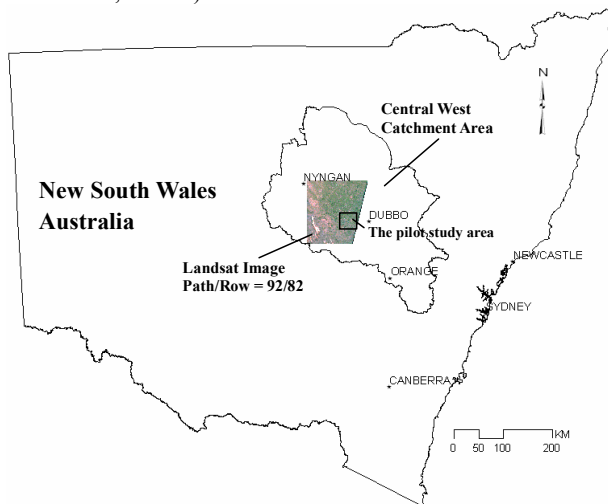 N
Central West
Catchment Area
NYNGAN
New South Wales
Australia
DUBBO
The pilot study area
Landsat Image
Path/Row = 92/82
ORANGE
NEWCASTLE
SYDNEY
CANBERRA
KM
0 50 100 200